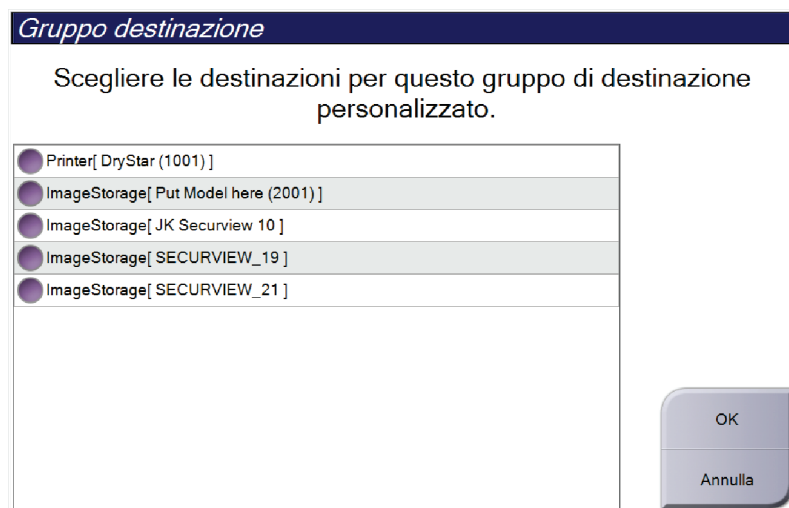 Gruppo destinazione
Scegliere le destinazioni per questo gruppo di destinazione
personalizzato.
Printer[ DryStar (1001) ]
ImageStorage[ Put Model here (2001) ]
ImageStorage[ JK Securview 10 ]
ImageStorage[ SECURVIEW_19 ]
ImageStorage[ SECURVIEW_21 ]
OK
Annulla